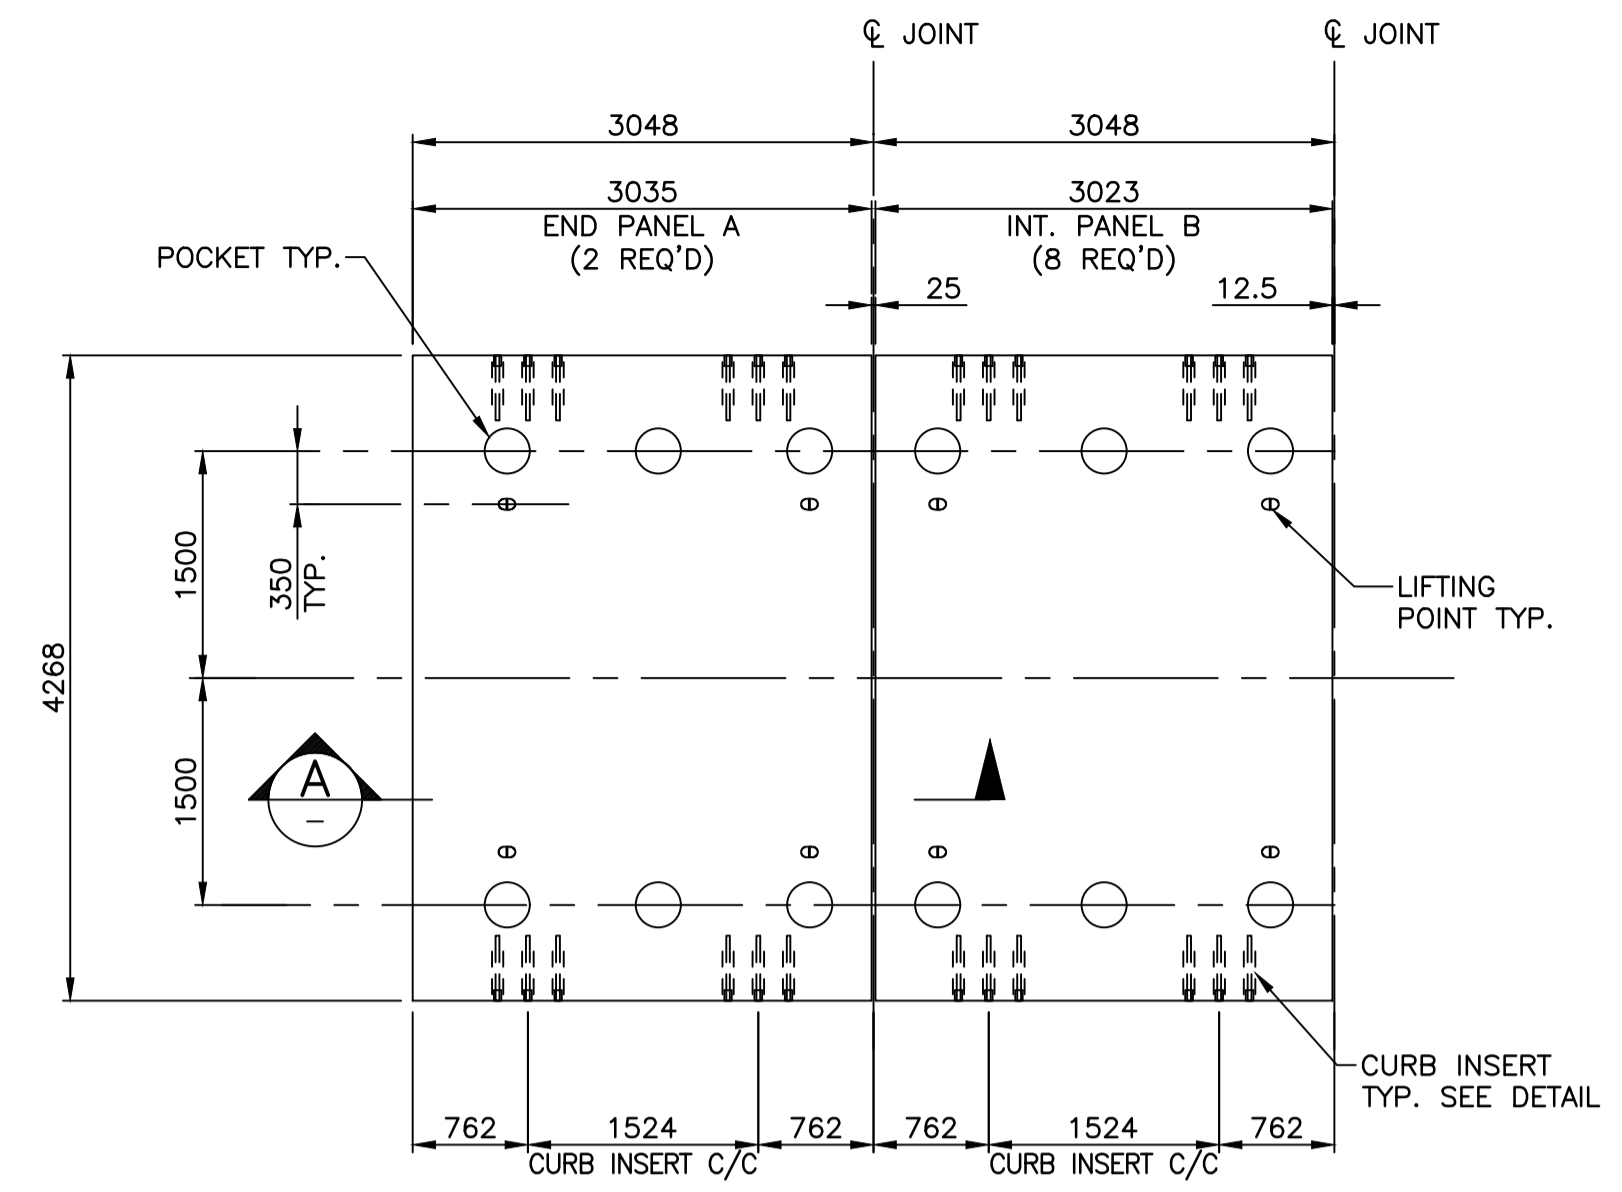 ℄ JOINT
℄ JOINT
3048
3048
3035
3023
END PANEL A
(2 REQ'D)
INT. PANEL B
(8 REQ'D)
POCKET TYP.
25
12.5
1500
350
TYP.
LIFTING
POINT TYP.
4268
1500
A
–
CURB INSERT
TYP. SEE DETAIL
762
1524
762
762
1524
762
CURB INSERT C/C
CURB INSERT C/C